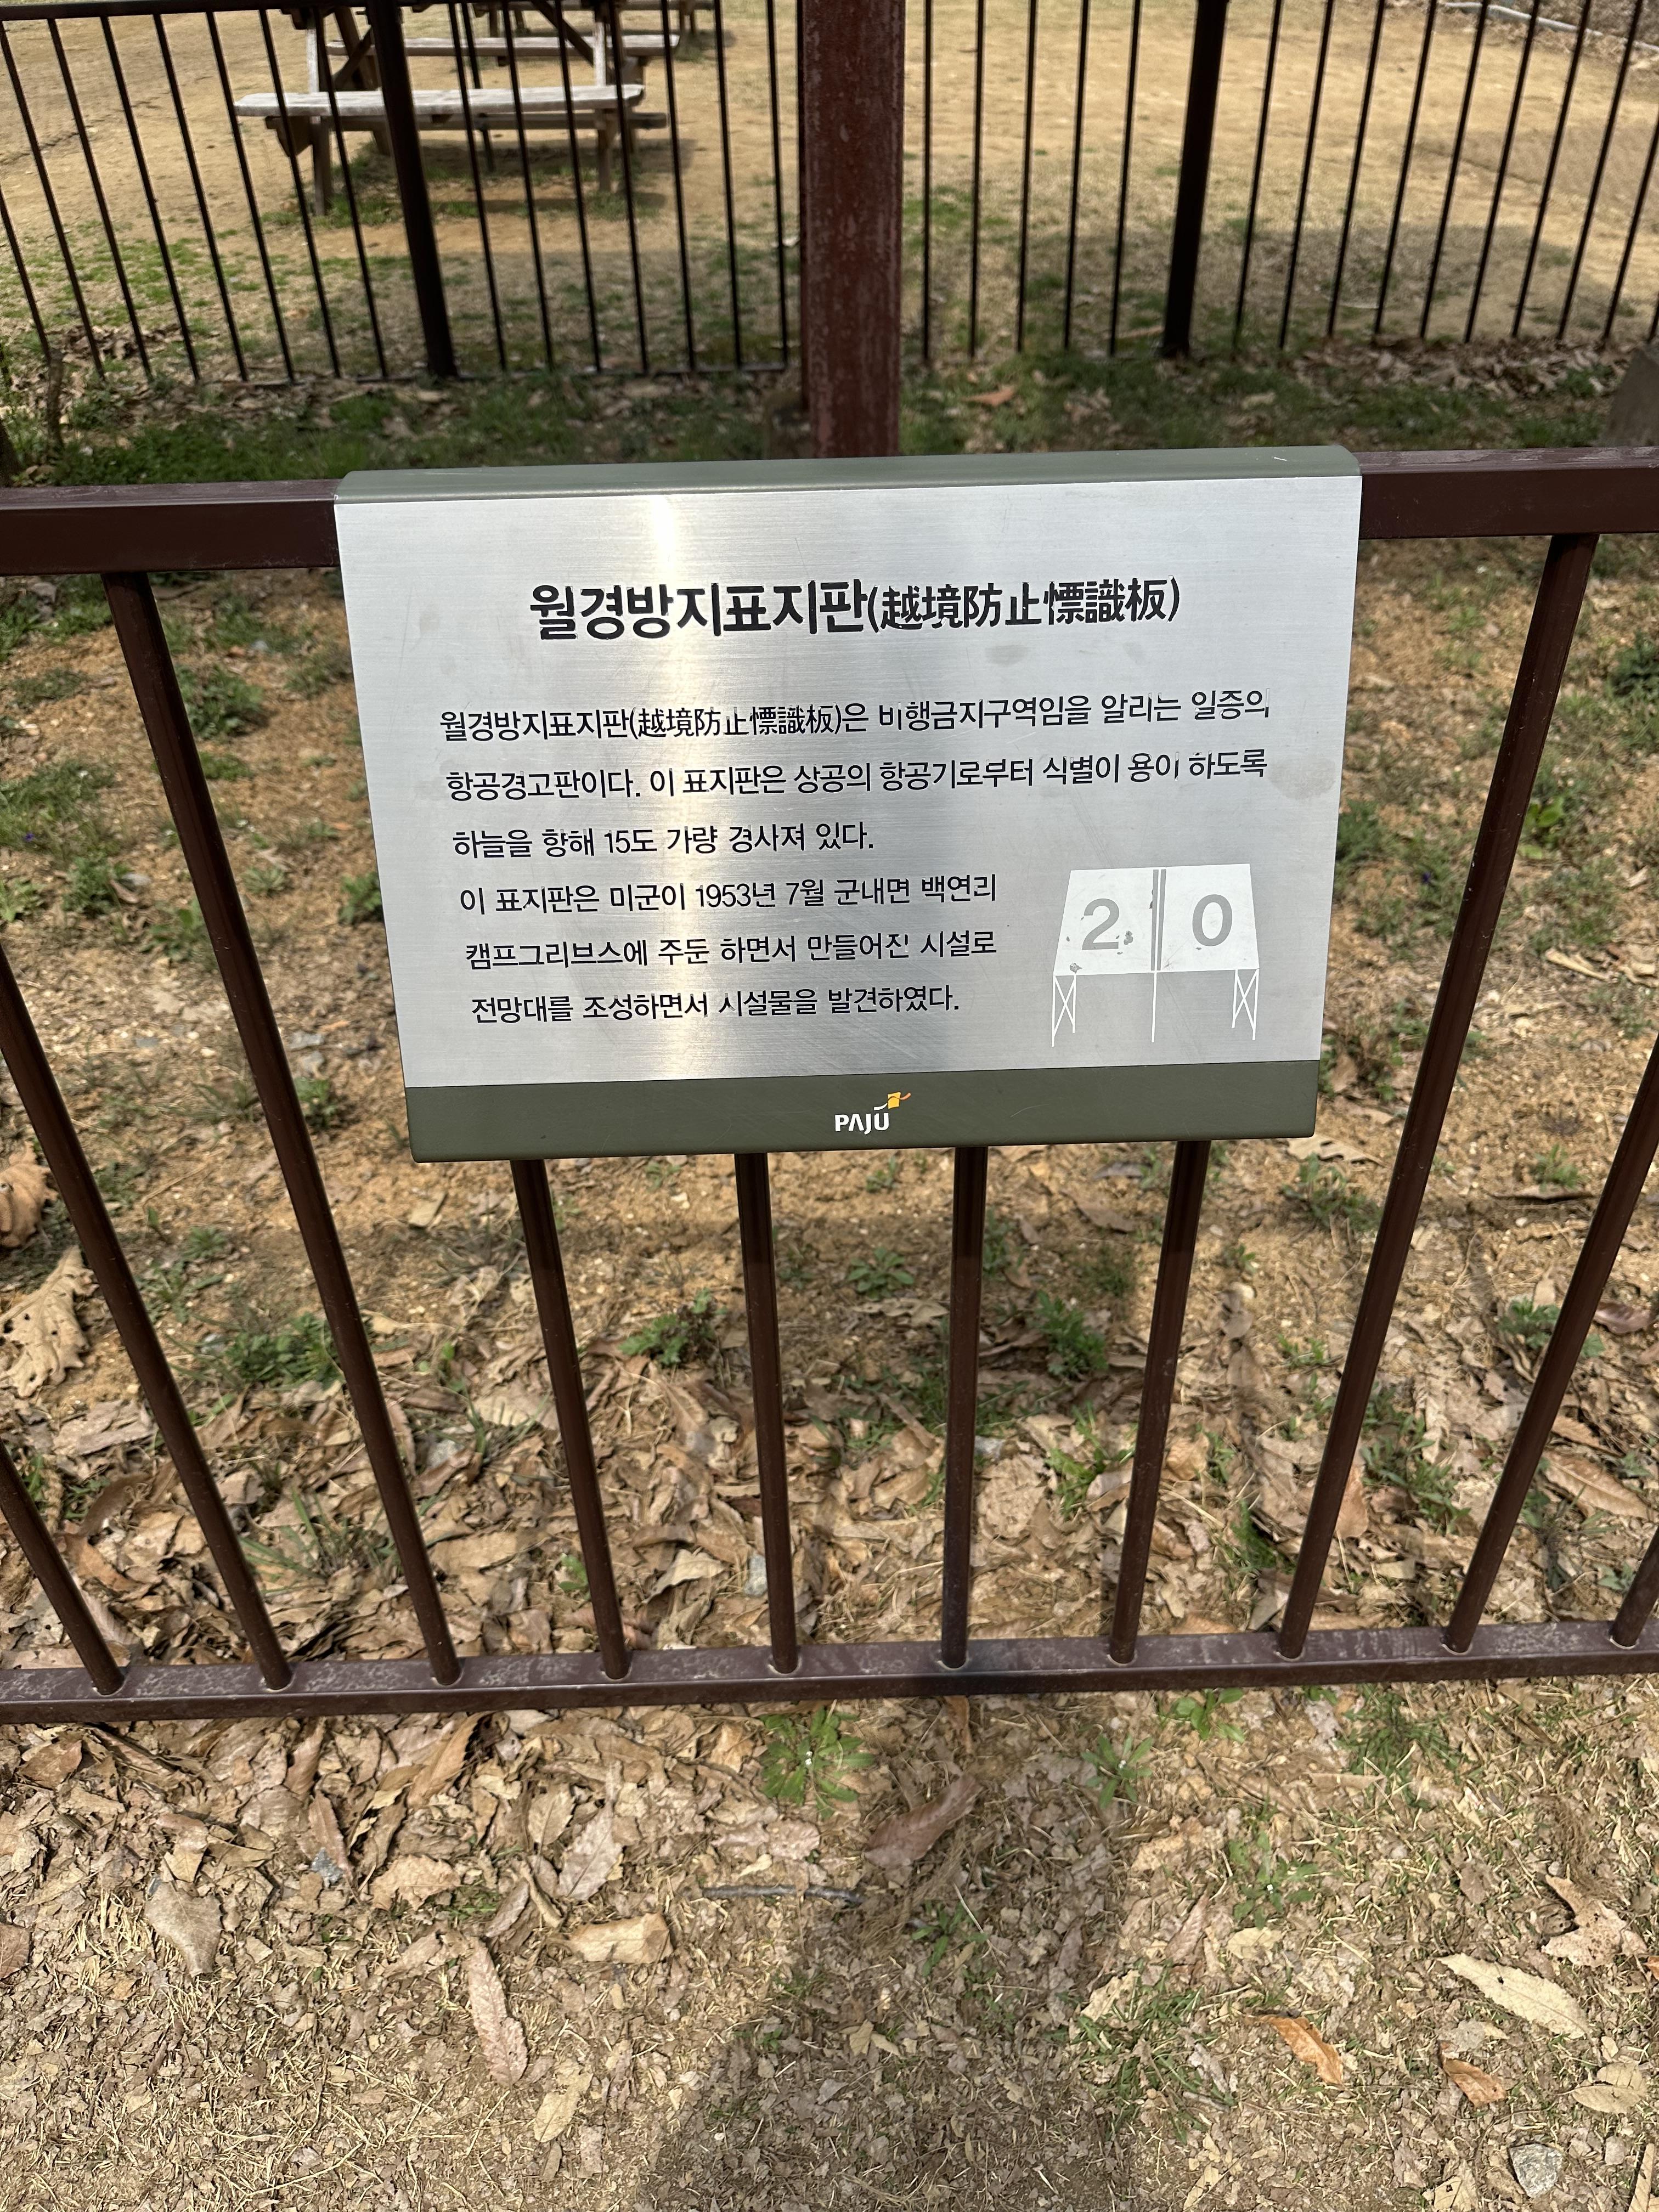 월경방지표지판(越境防止慓識板)
월경방지표지판(越境防止慓識板)은 비행금지구역임을 알리는 일증의
항공경고판이다. 이 표지판은 상공의 항공기로부터 식별이 용이 하도록
하늘을 향해 15도 가량 경사져 있다.
이 표지판은 미군이 1953년 7월 군내면 백연리
캠프그리브스에 주둔 하면서 만들어진 시설로
전망대를 조성하면서 시설물을 발견하였다.
2 0
PAJU